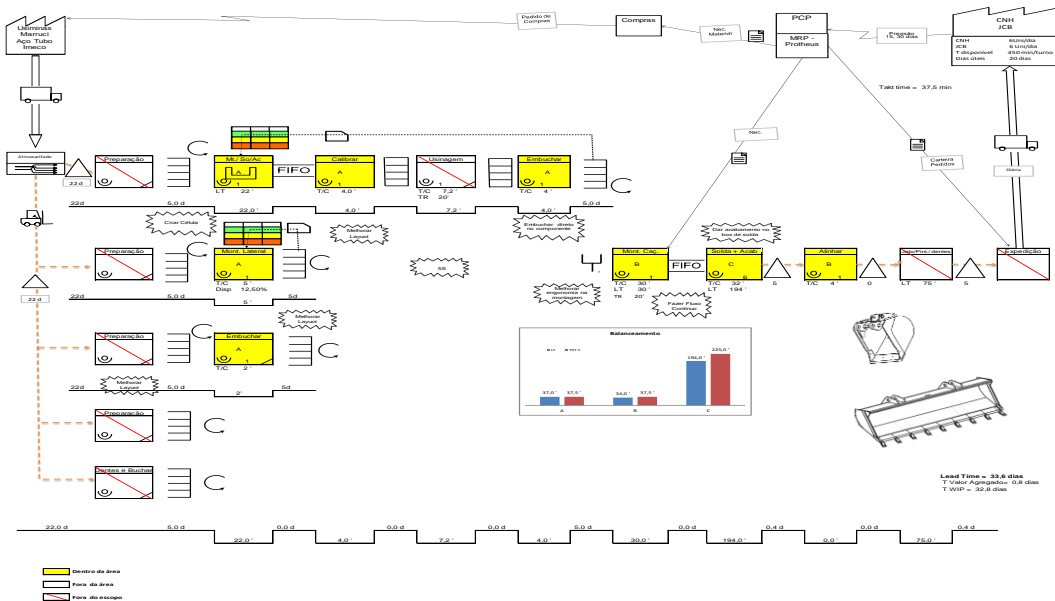 Usiminas
Marruci
Aço Tubo
Imeco
Pedido de
Compras
Compras
Nec.
Material
PCP
MRP -
Protheus
Previsão
15, 30 dias
CNH
JCB
CNH 6Uni/dia
JCB 6 Uni/dia
T disponível 450 min/turno
Dias úteis 20 dias
Takt time = 37,5 min
Nec.
Carteira
Pedidos
Diária
Almoxarifado
22 d
Preparação
Mt/ So/Ac
A
1
LT 22 '
FIFO
Calibrar
A
1
T/C 4,0 '
Usinagem
1
T/C 7,2 '
TR 20'
Embuchar
A
1
T/C 4 '
22d 5,0 d 22,0 ' 4,0 ' 7,2 ' 4,0 ' 5,0 d
Criar Célula
Melhorar
Layout
Embuchar direto
no componente
Dar acabamento no
box de solda
Preparação
Mont. Lateral
A
1
T/C 5 '
Disp 12,50%
22d 5,0 d 5 ' 5d
22 d
Melhorar
Layuot
Mont. Caç.
B
6
T/C 30 '
LT 30 '
TR 20'
FIFO
Solda + Acab
C
6
T/C 32 '
LT 194 '
5
Alinhar
B
1
T/C 4 '
0
LT 75 '
5
Expedição
Melhorar
ergonomia na
montagem
Fazer Fluxo
Contínuo
Preparação
Embuchar
A
1
T/C 2 '
22d 5,0 d 2' 5d
Melhorar
Layuot
Preparação
Dentes e Buchas
Balanceamento
37,0 ' 37,5 '
34,0 ' 37,5 '
194,0 ' 225,0 '
A B C
Lead Time = 33,6 dias
T Valor Agregado= 0,8 dias
T WIP = 32,8 dias
22,0 d 5,0 d 0,0 d 0,0 d 0,0 d 5,0 d 0,0 d 0,4 d 0,0 d 0,4 d
22,0 ' 4,0 ' 7,2 ' 4,0 ' 30,0 ' 194,0 ' 0,0 ' 75,0 '
Dentro da área
Fora da área
Fora do escopo